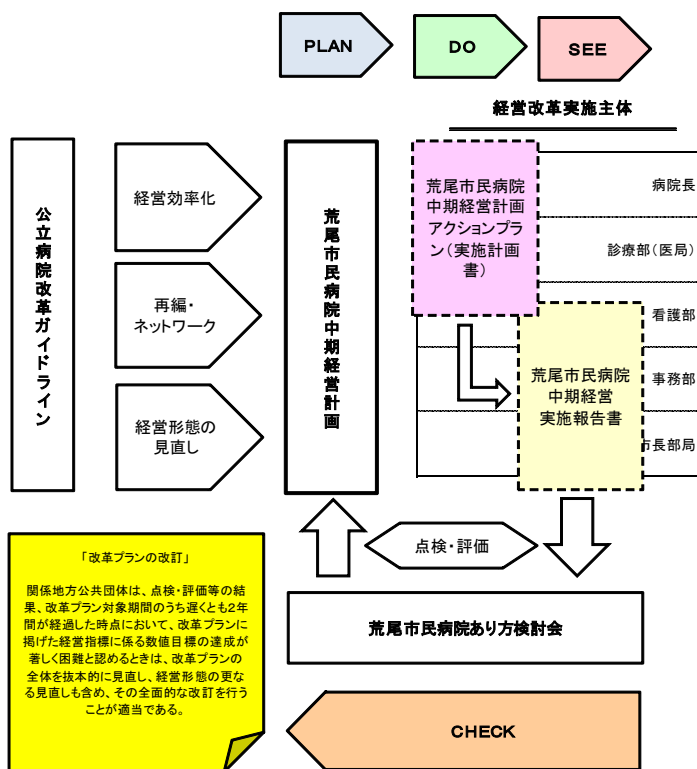 PLAN
DO
SEE
経営改革実施主体
公立病院改革ガイドライン
経営効率化
再編・
ネットワーク
経営形態の
見直し
荒尾市民病院中期経営計画
荒尾市民病院
中期経営計画
アクションプラ
ン(実施計画
書)
病院長
診療部(医局)
看護部
事務部
市長部局
荒尾市民病院
中期経営
実施報告書
点検・評価
「改革プランの改訂」
関係地方公共団体は、点検・評価等の結
果、改革プラン対象期間のうち遅くとも2年
間が経過した時点において、改革プランに
掲げた経営指標に係る数値目標の達成が
著しく困難と認めるときは、改革プランの
全体を抜本的に見直し、経営形態の更な
る見直しも含め、その全面的な改訂を行う
ことが適当である。
荒尾市民病院あり方検討会
CHECK